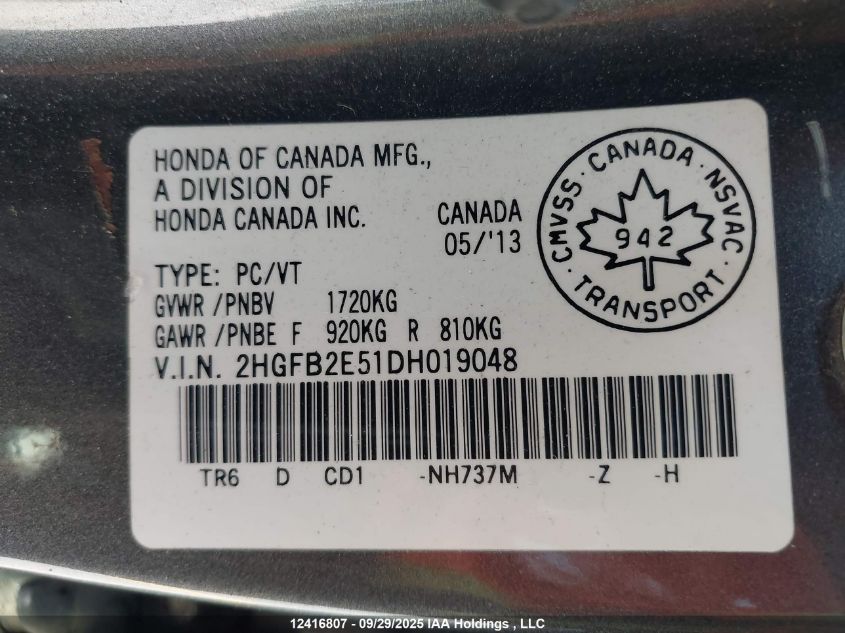 HONDA OF CANADA MFG.,
A DIVISION OF
HONDA CANADA INC.
CANADA
05/'13
TYPE: PC/VT
GVWR /PNBV 1720KG
GAWR /PNBE F 920KG R 810KG
V.I.N. 2HGFB2E51DH019048
TR6 D CD1 -NH737M -Z -H
CMVSS · CANADA · NSVAC
942
· TRANSPORT ·
12416807 - 09/29/2025 IAA Holdings , LLC